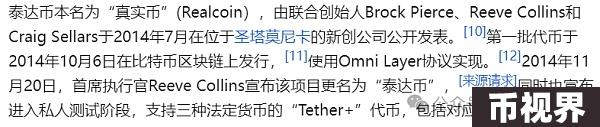 泰达币本名为“真实币”（Realcoin），由联合创始人Brock Pierce、Reeve Collins和
Craig Sellars于2014年7月在位于圣塔莫尼卡的新创公司公开发表。[10]第一批代币于
2014年10月6日在比特币区块链上发行，[11]使用Omni Layer协议实现。[12]2014年11
月20日，首席执行官Reeve Collins宣布该项目更名为“泰达币”，[来源请求]同时也宣布
进入私人测试阶段，支持三种法定货币的“Tether+”代币，包括对应
币视界